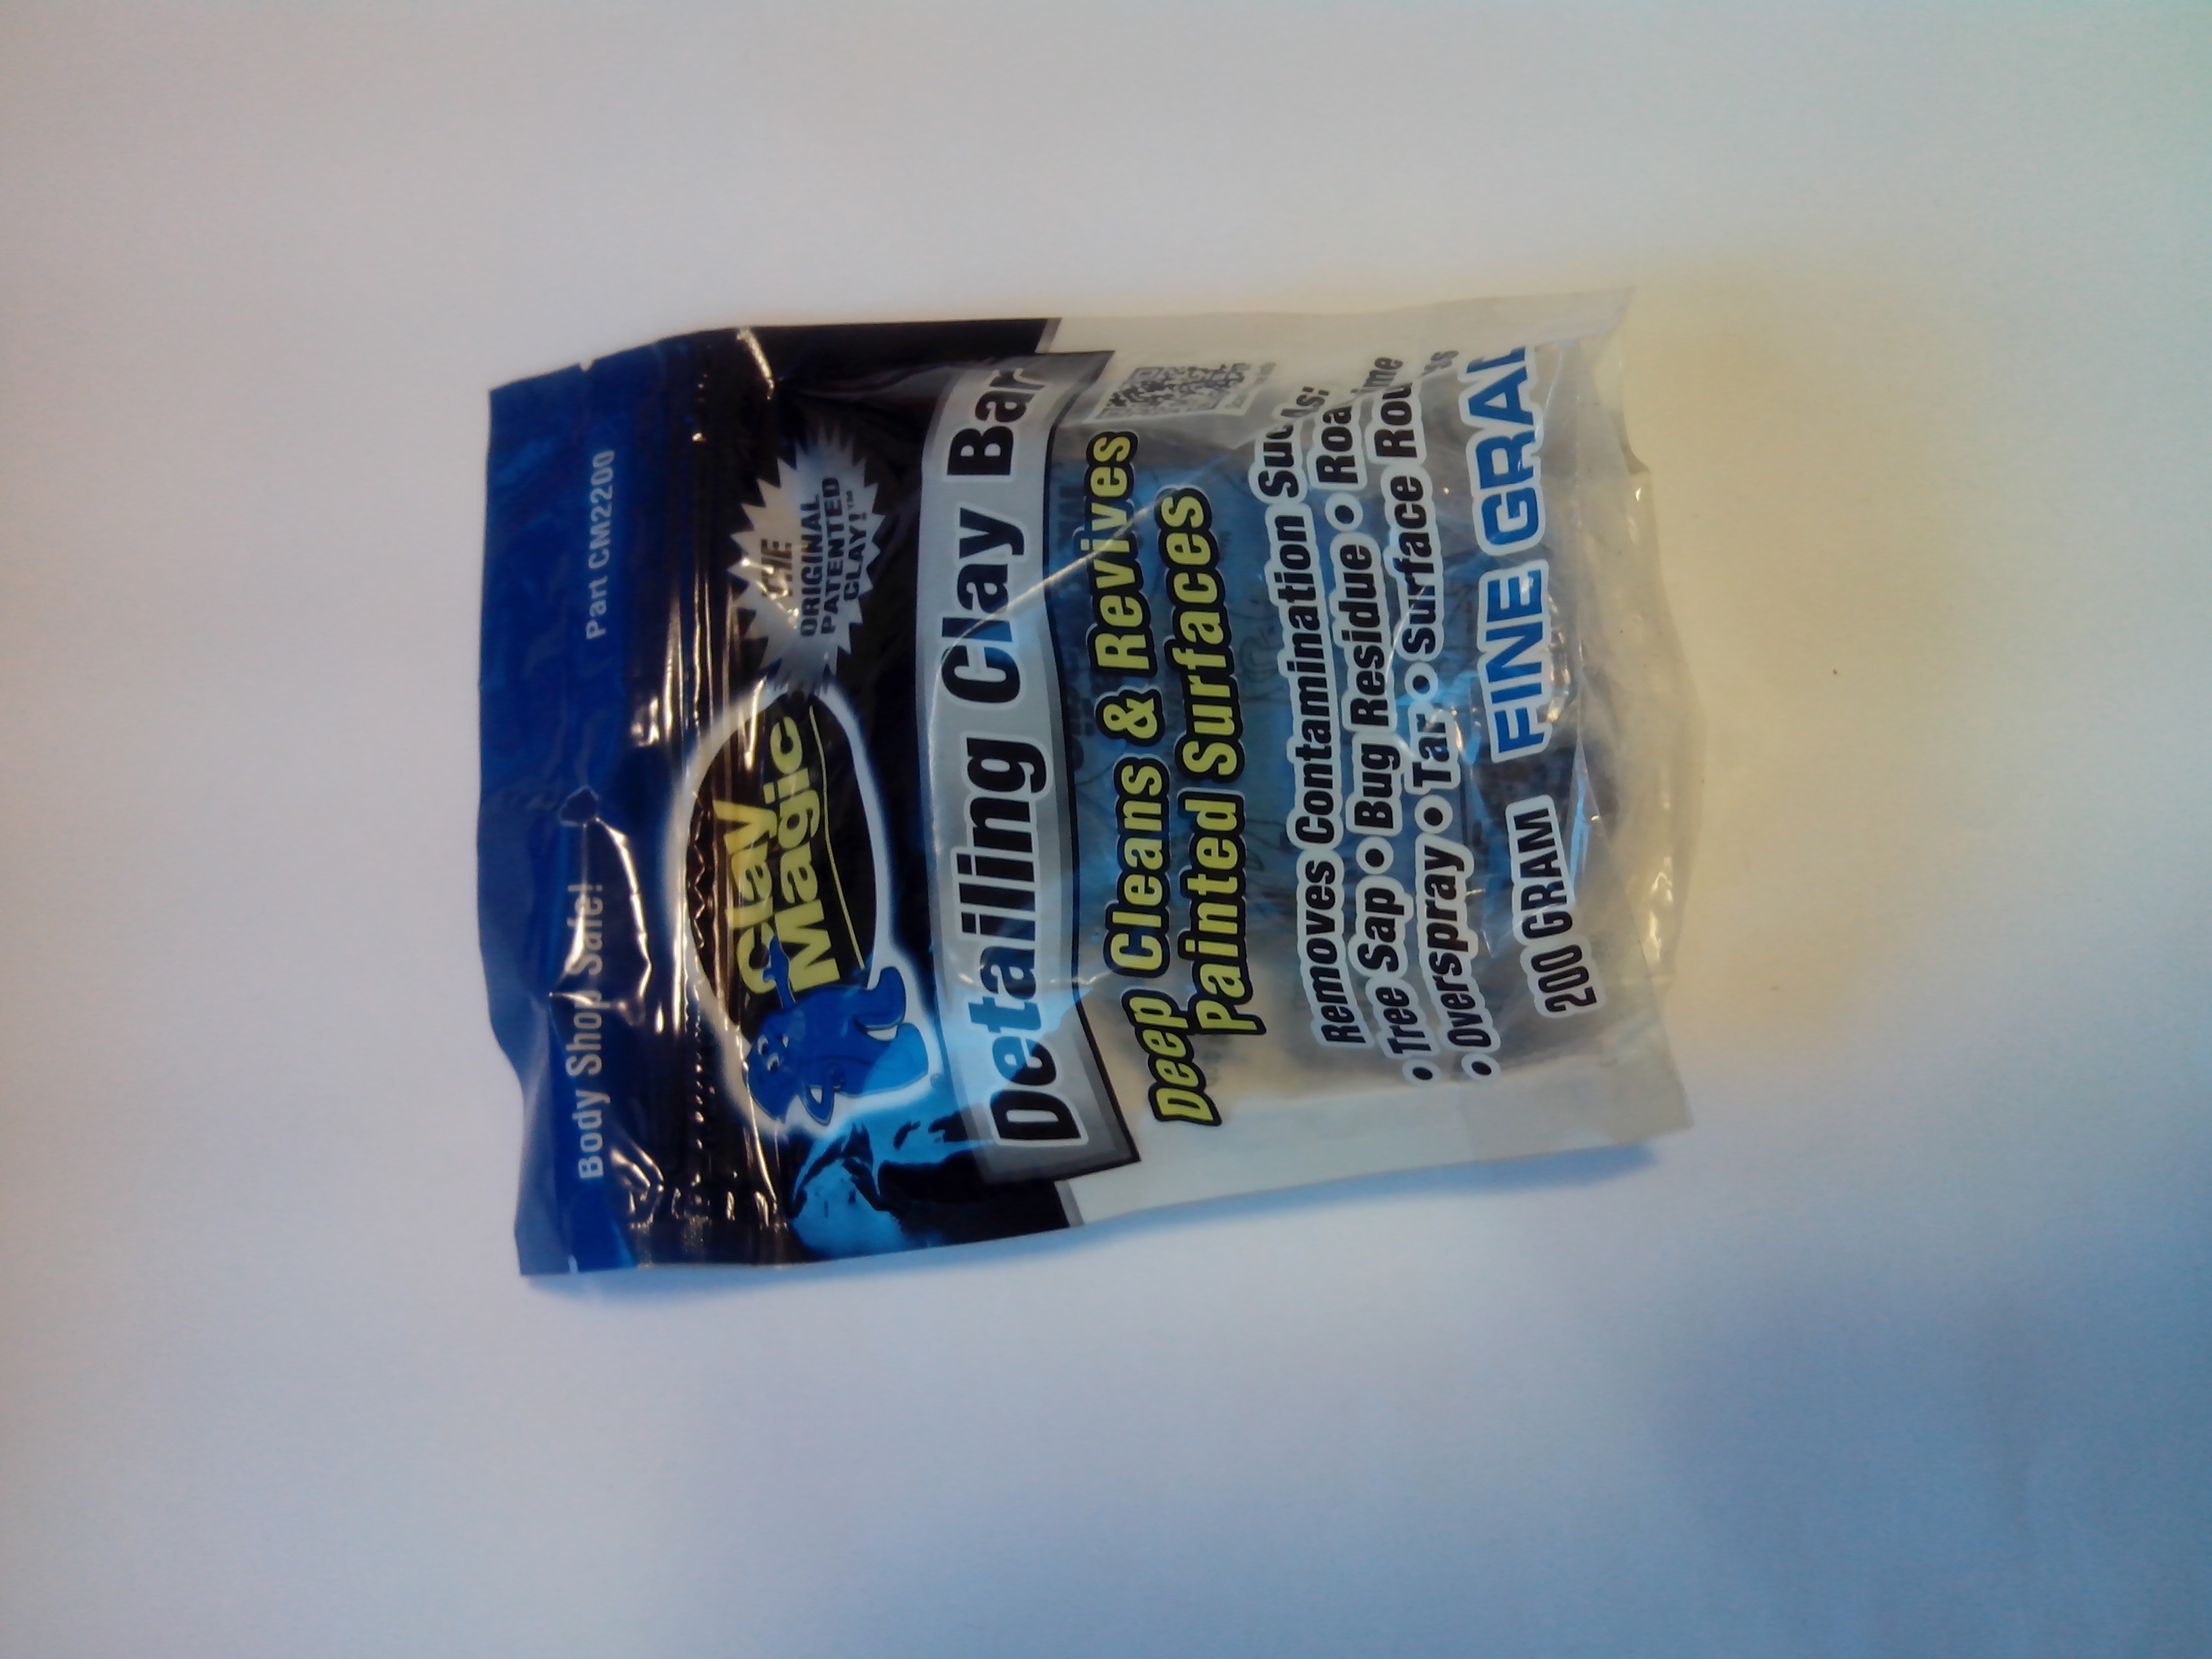 Body Shop Safe! Part CM2200
Clay
Magic
THE
ORIGINAL
PATENTED
CLAY!™
Detailing Clay Bar
Deep Cleans & Revives
Painted Surfaces
Removes Contamination
• Tree Sap • Bug Residue •
• Overspray • Tar • Surface
200 GRAM FINE